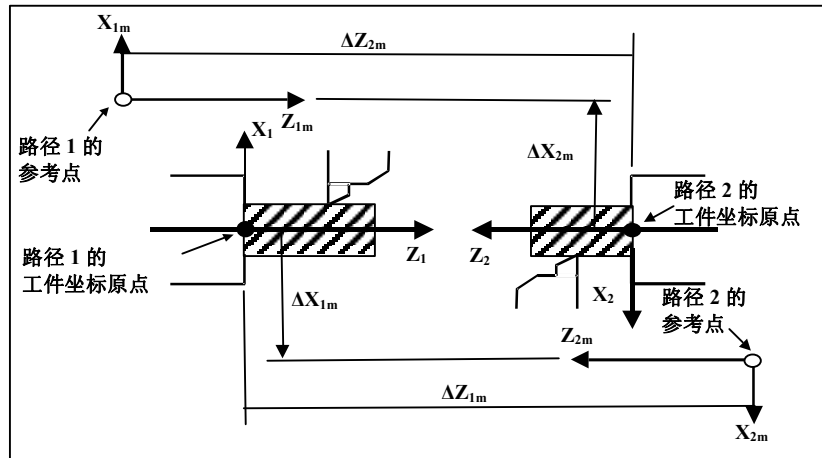 X1m
ΔZ2m
Z1m
X1
路径 1 的
参考点
ΔX2m
路径 2 的
工件坐标原点
Z1
Z2
路径 1 的
工件坐标原点
ΔX1m
X2
路径 2 的
参考点
Z2m
ΔZ1m
X2m